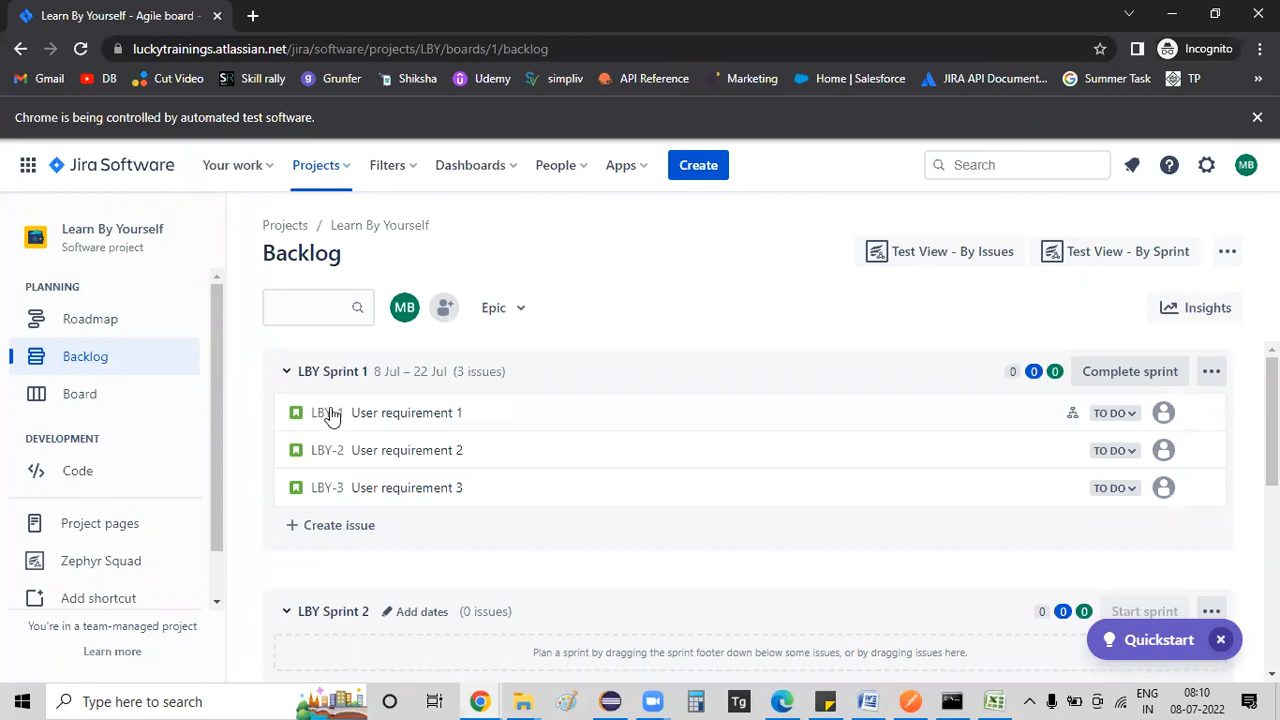 Learn By Yourself - Agile board -
luckytrainings.atlassian.net/jira/software/projects/LBY/boards/1/backlog
Incognito
Gmail DB Cut Video Skill rally Grunfer Shiksha Udemy simpliv API Reference Marketing Home | Salesforce JIRA API Document... Summer Task TP
Chrome is being controlled by automated test software.
Jira Software Your work Projects Filters Dashboards People Apps Create Search MB
Learn By Yourself
Software project
PLANNING
Roadmap
Backlog
Board
DEVELOPMENT
Code
Project pages
Zephyr Squad
Add shortcut
You're in a team-managed project
Learn more
Projects / Learn By Yourself
Backlog
Test View - By Issues Test View - By Sprint
MB Epic Insights
LBY Sprint 1 8 Jul – 22 Jul (3 issues) 0 0 0 Complete sprint
User requirement 1 TO DO
LBY-2 User requirement 2 TO DO
LBY-3 User requirement 3 TO DO
+ Create issue
LBY Sprint 2 Add dates (0 issues) 0 0 0 Start sprint
Plan a sprint by dragging the sprint footer down below some issues, or by dragging issues here.
Quickstart
Type here to search
Tg
ENG
IN
08:10
08-07-2022